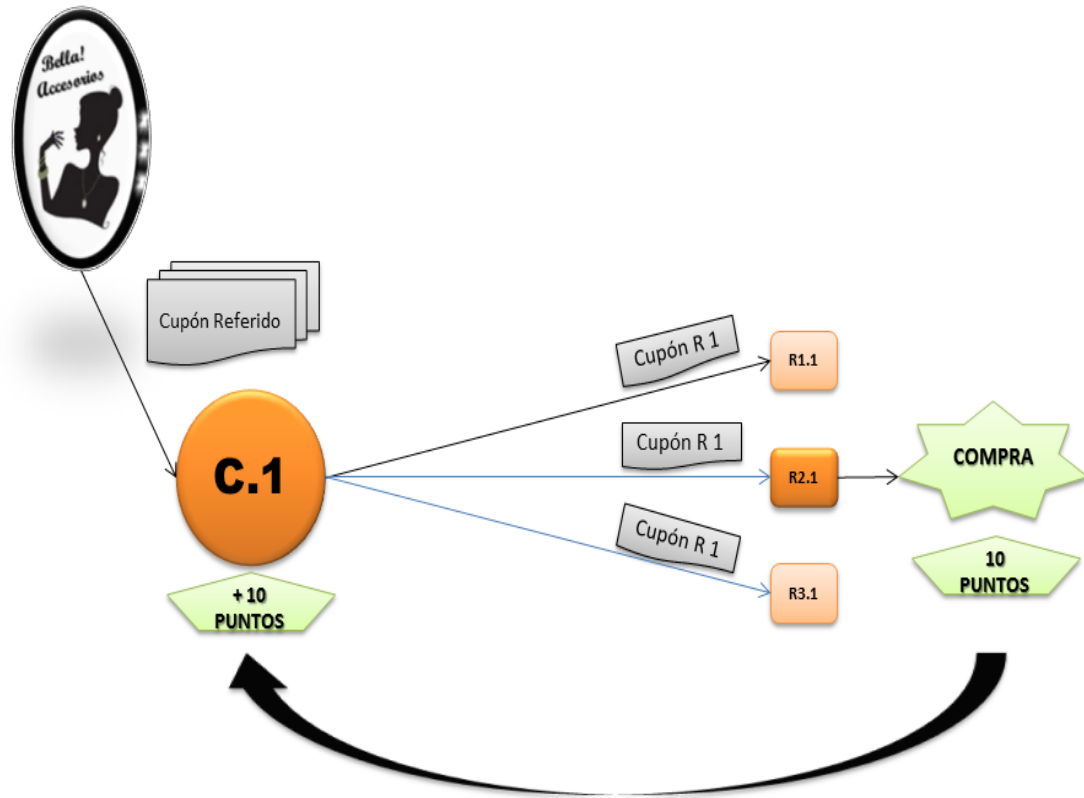 Bella!
Accesorios
Cupón Referido
Cupón R 1
R1.1
C.1
Cupón R 1
R2.1
COMPRA
Cupón R 1
R3.1
+ 10
PUNTOS
10
PUNTOS